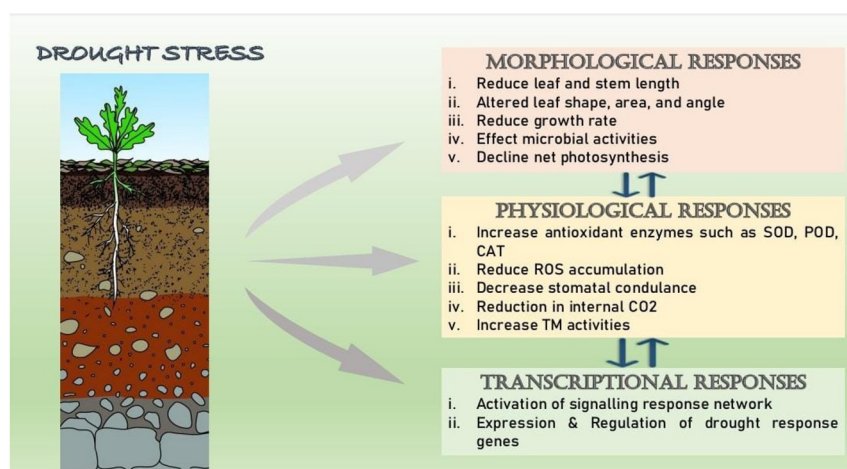 DROUGHT STRESS
MORPHOLOGICAL RESPONSES
i. Reduce leaf and stem length
ii. Altered leaf shape, area, and angle
iii. Reduce growth rate
iv. Effect microbial activities
v. Decline net photosynthesis
PHYSIOLOGICAL RESPONSES
i. Increase antioxidant enzymes such as SOD, POD,
CAT
ii. Reduce ROS accumulation
iii. Decrease stomatal condulance
iv. Reduction in internal CO2
v. Increase TM activities
TRANSCRIPTIONAL RESPONSES
i. Activation of signalling response network
ii. Expression & Regulation of drought response
genes